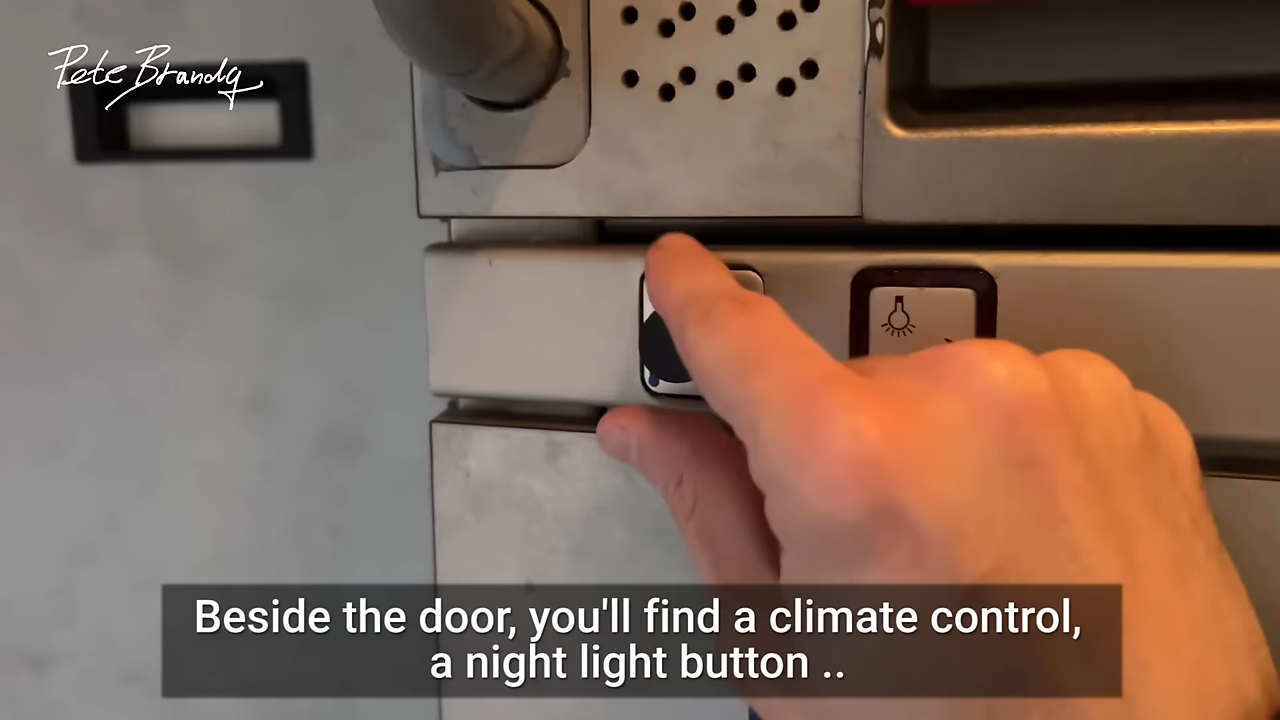 Pete Brandy
Beside the door, you'll find a climate control,
a night light button ..